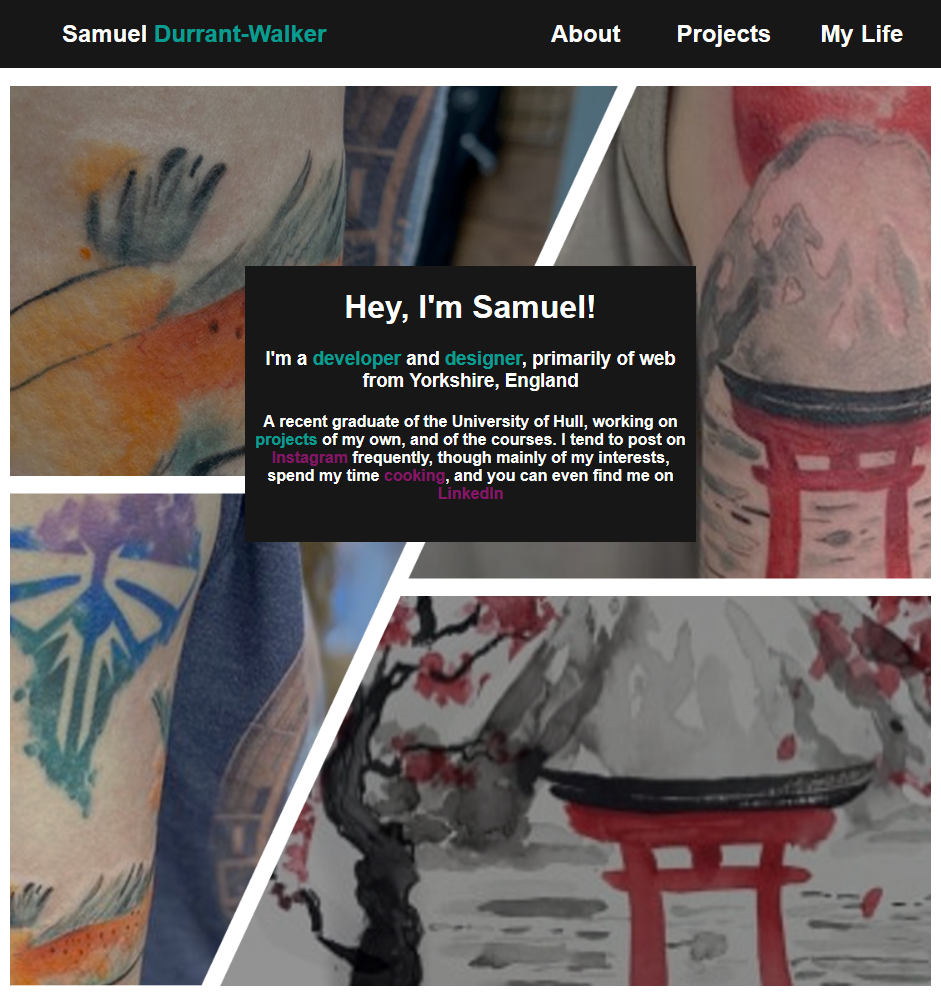 Samuel Durrant-Walker About Projects My Life
Hey, I'm Samuel!
I'm a developer and designer, primarily of web
from Yorkshire, England
A recent graduate of the University of Hull, working on
projects of my own, and of the courses. I tend to post on
Instagram frequently, though mainly of my interests,
spend my time cooking, and you can even find me on
LinkedIn